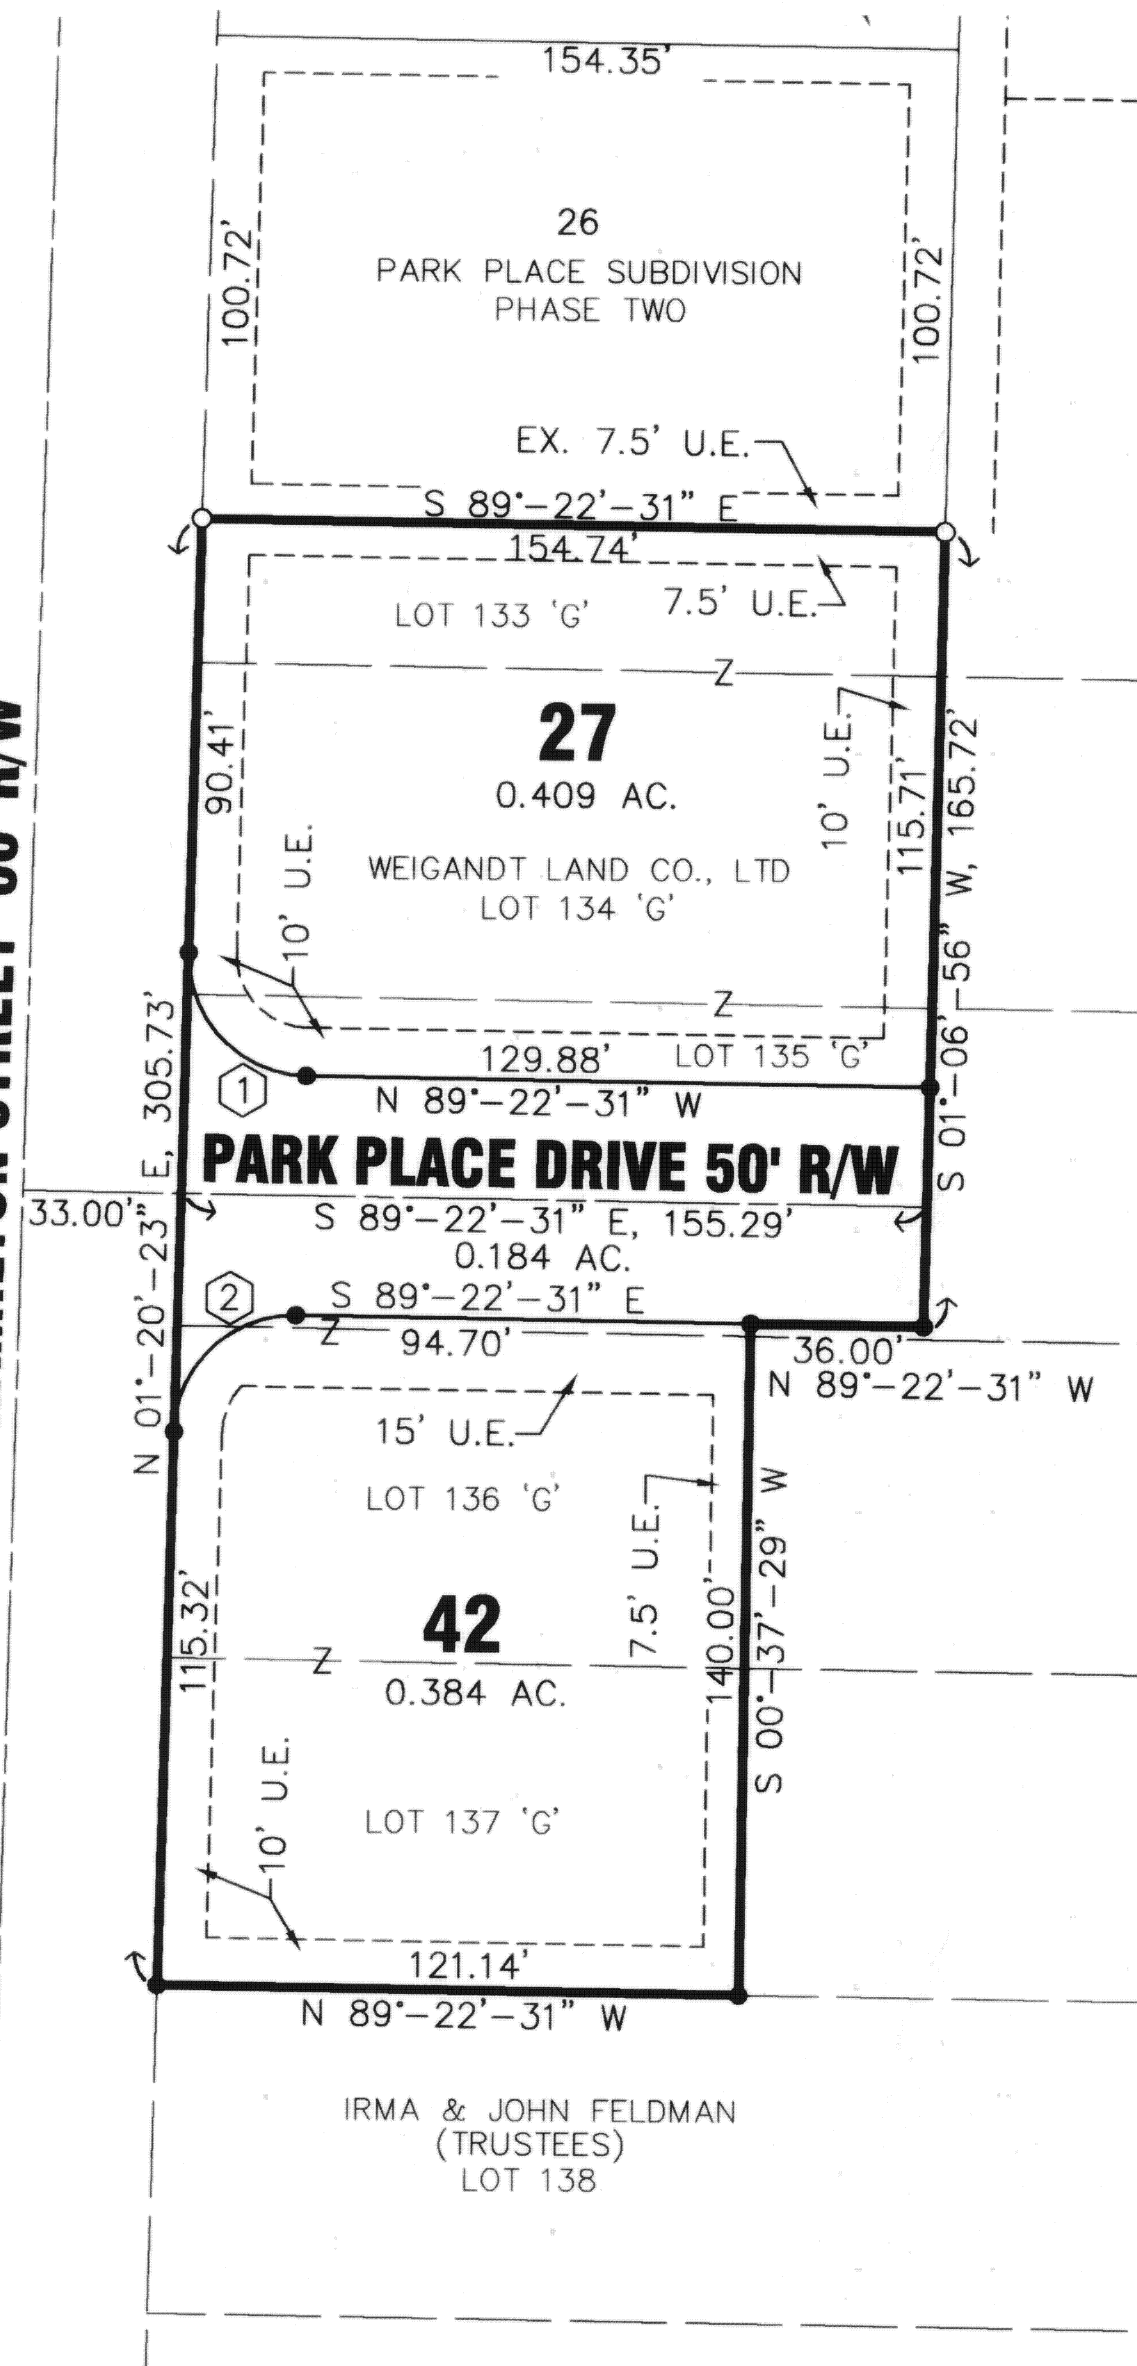 154.35'
100.72'
26
PARK PLACE SUBDIVISION
PHASE TWO
100.72'
EX. 7.5' U.E.
S 89°-22'-31" E
154.74'
7.5' U.E.
LOT 133 'G'
Z
27
0.409 AC.
90.41'
10' U.E.
115.71'
S 01°-06'-56" W, 165.72'
WEIGANDT LAND CO., LTD
LOT 134 'G'
10' U.E.
Z
129.88'
LOT 135 'G'
1
N 89°-22'-31" W
N 01°-20'-23" E, 305.73'
PARK PLACE DRIVE 50' R/W
33.00'
S 89°-22'-31" E, 155.29'
0.184 AC.
2
S 89°-22'-31" E
Z
94.70'
36.00'
N 89°-22'-31" W
15' U.E.
LOT 136 'G'
7.5' U.E.
S 00°-37'-29" W
140.00'
115.32'
42
Z
0.384 AC.
10' U.E.
LOT 137 'G'
121.14'
N 89°-22'-31" W
IRMA & JOHN FELDMAN
(TRUSTEES)
LOT 138